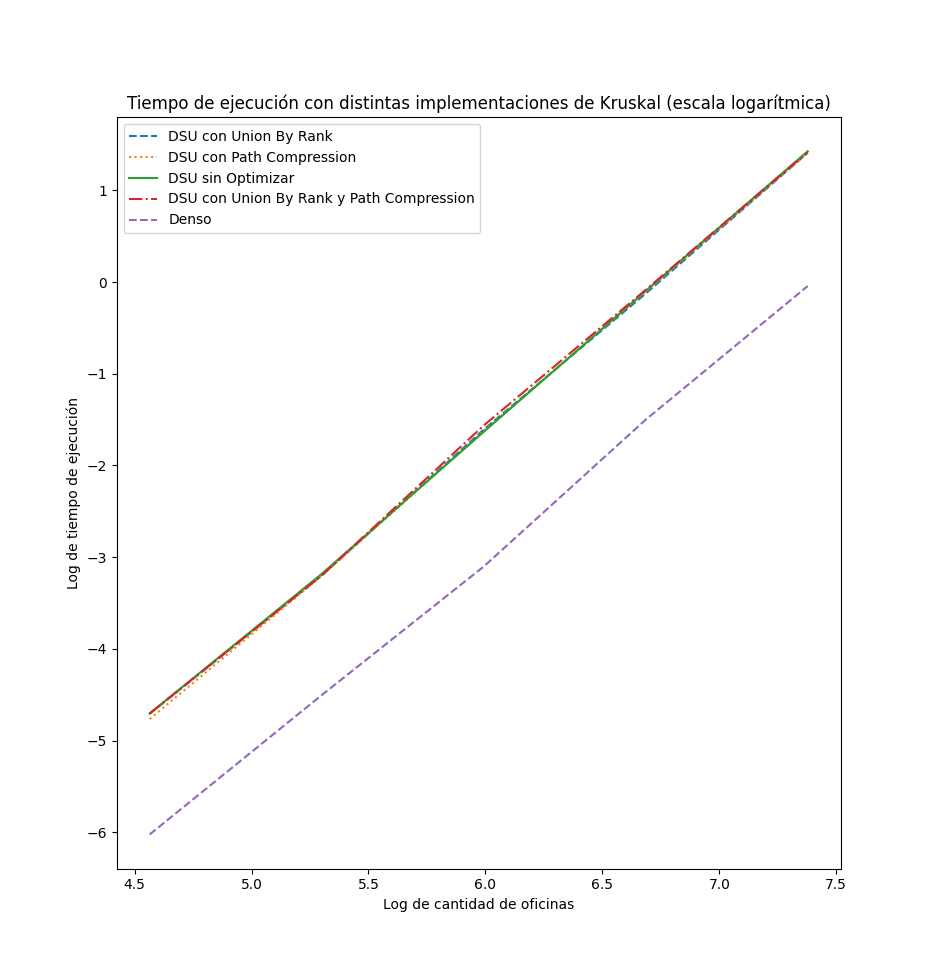 Tiempo de ejecución con distintas implementaciones de Kruskal (escala logarítmica)
DSU con Union By Rank
DSU con Path Compression
DSU sin Optimizar
DSU con Union By Rank y Path Compression
Denso
1
0
−1
−2
−3
−4
−5
−6
Log de tiempo de ejecución
4.5 5.0 5.5 6.0 6.5 7.0 7.5
Log de cantidad de oficinas